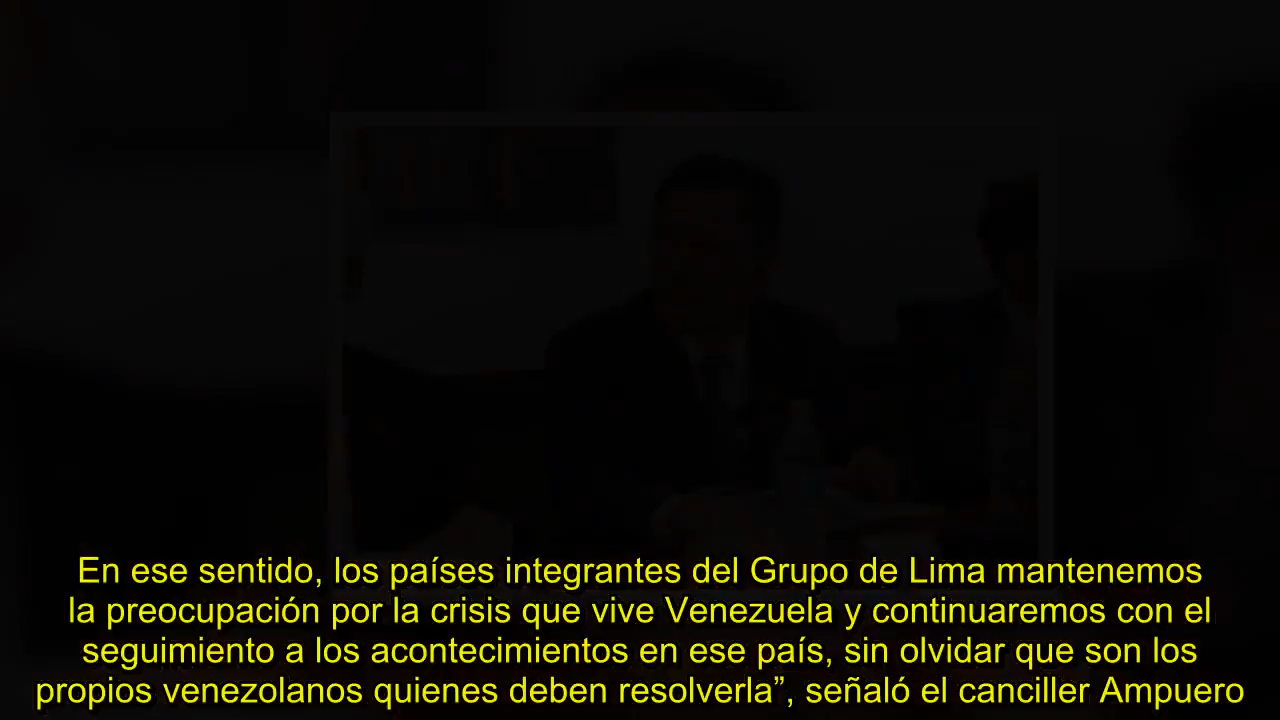 En ese sentido, los países integrantes del Grupo de Lima mantenemos
la preocupación por la crisis que vive Venezuela y continuaremos con el
seguimiento a los acontecimientos en ese país, sin olvidar que son los
propios venezolanos quienes deben resolverla”, señaló el canciller Ampuero